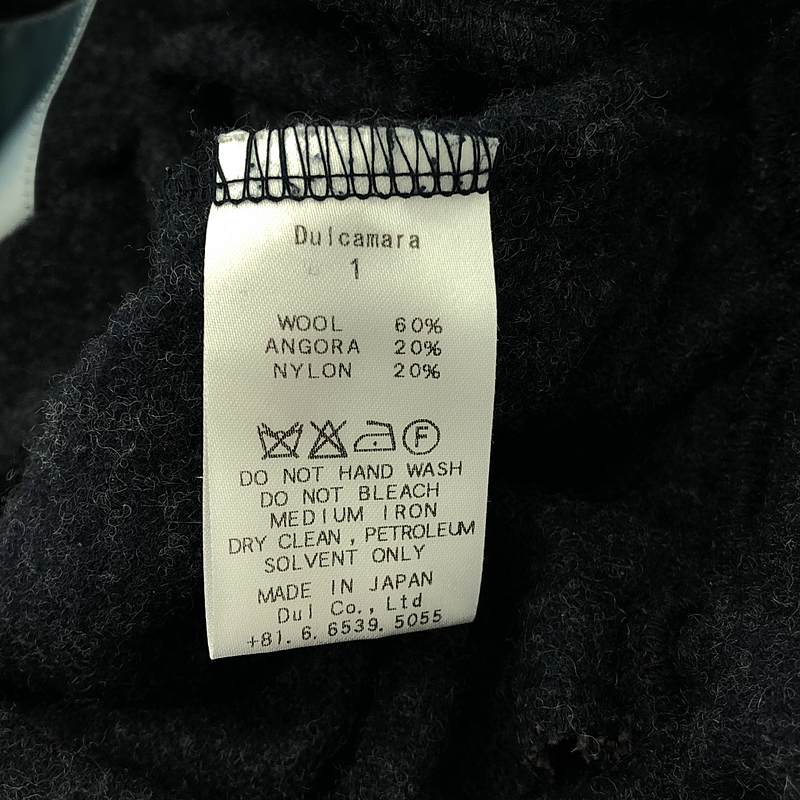 Dulcamara
1
WOOL 60%
ANGORA 20%
NYLON 20%
F
DO NOT HAND WASH
DO NOT BLEACH
MEDIUM IRON
DRY CLEAN, PETROLEUM
SOLVENT ONLY
MADE IN JAPAN
Dul Co., Ltd
+81. 6. 6539. 5055